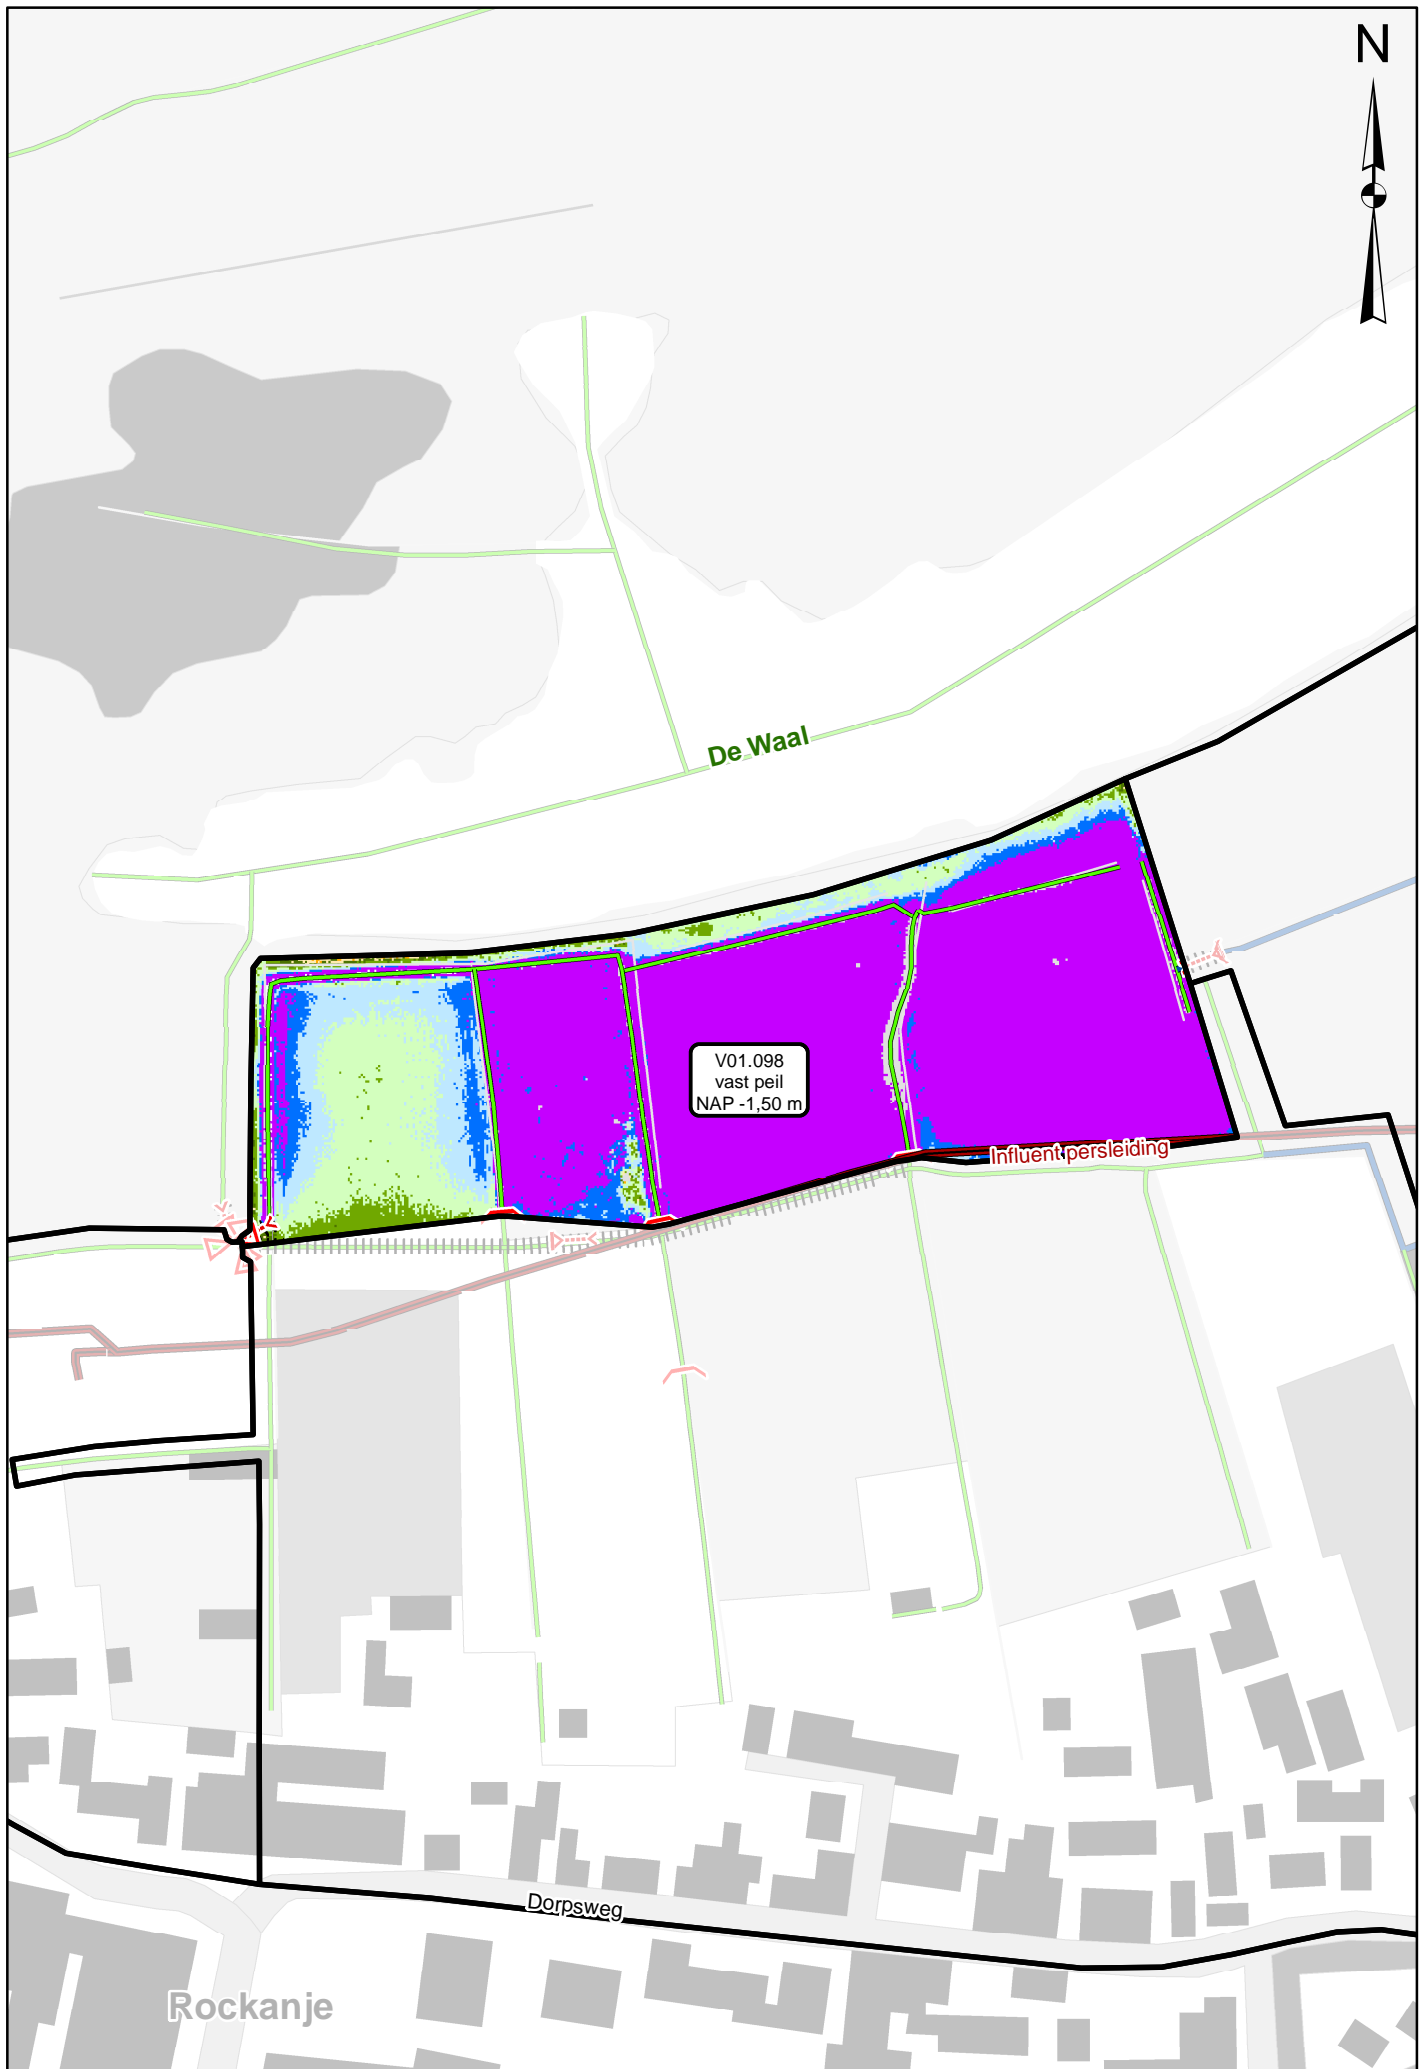 N
De Waal
V01.098
vast peil
NAP -1,50 m
Influent persleiding
Dorpsweg
Rockanje